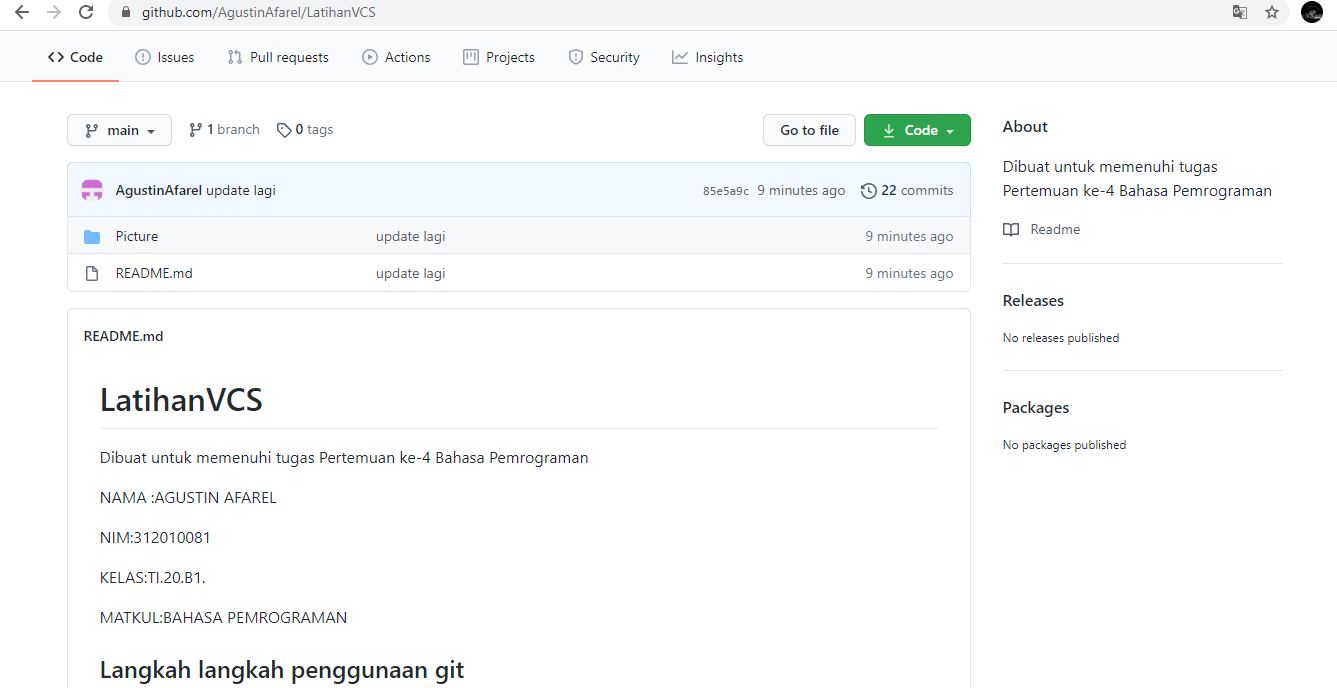 github.com/AgustinAfarel/LatihanVCS
Code Issues Pull requests Actions Projects Security Insights
main 1 branch 0 tags Go to file Code
AgustinAfarel update lagi 85e5a9c 9 minutes ago 22 commits
Picture update lagi 9 minutes ago
README.md update lagi 9 minutes ago
README.md
LatihanVCS
Dibuat untuk memenuhi tugas Pertemuan ke-4 Bahasa Pemrograman
NAMA :AGUSTIN AFAREL
NIM:312010081
KELAS:TI.20.B1.
MATKUL:BAHASA PEMROGRAMAN
Langkah langkah penggunaan git
About
Dibuat untuk memenuhi tugas
Pertemuan ke-4 Bahasa Pemrograman
Readme
Releases
No releases published
Packages
No packages published